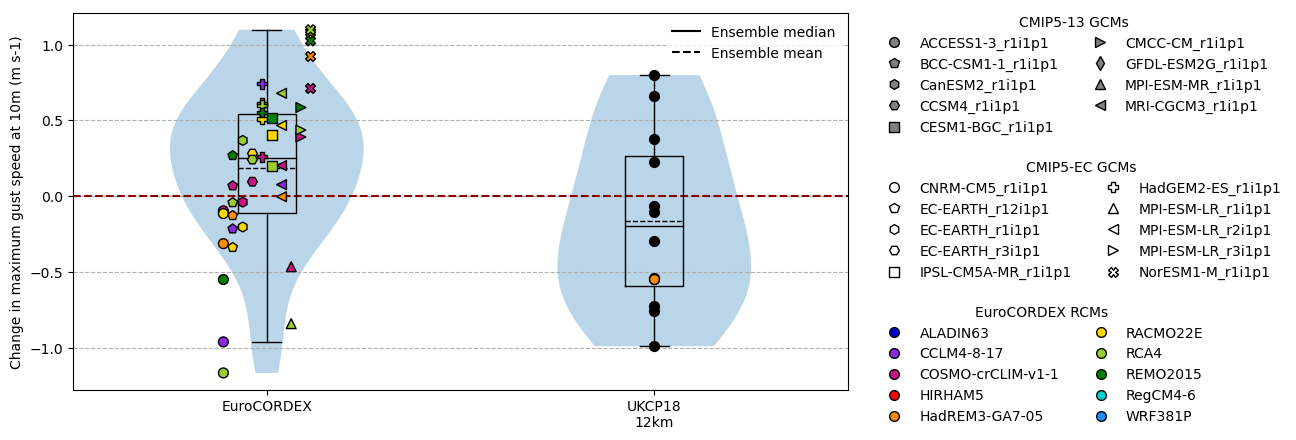 Change in maximum gust speed at 10m (m s-1)
1.0
0.5
0.0
−0.5
−1.0
EuroCORDEX
UKCP18
12km
Ensemble median
Ensemble mean
CMIP5-13 GCMs
ACCESS1-3_r1i1p1
BCC-CSM1-1_r1i1p1
CanESM2_r1i1p1
CCSM4_r1i1p1
CESM1-BGC_r1i1p1
CMCC-CM_r1i1p1
GFDL-ESM2G_r1i1p1
MPI-ESM-MR_r1i1p1
MRI-CGCM3_r1i1p1
CMIP5-EC GCMs
CNRM-CM5_r1i1p1
EC-EARTH_r12i1p1
EC-EARTH_r1i1p1
EC-EARTH_r3i1p1
IPSL-CM5A-MR_r1i1p1
HadGEM2-ES_r1i1p1
MPI-ESM-LR_r1i1p1
MPI-ESM-LR_r2i1p1
MPI-ESM-LR_r3i1p1
NorESM1-M_r1i1p1
EuroCORDEX RCMs
ALADIN63
CCLM4-8-17
COSMO-crCLIM-v1-1
HIRHAM5
HadREM3-GA7-05
RACMO22E
RCA4
REMO2015
RegCM4-6
WRF381P